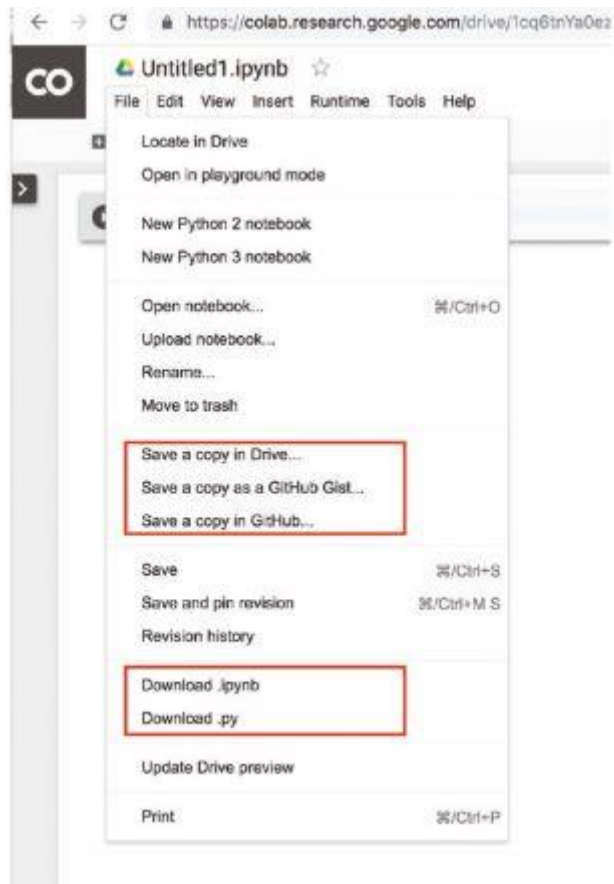 https://colab.research.google.com/drive/1cq6tnYa0ez
CO
Untitled1.ipynb
File Edit View Insert Runtime Tools Help
Locate in Drive
Open in playground mode
New Python 2 notebook
New Python 3 notebook
Open notebook... ⌘/Ctrl+O
Upload notebook...
Rename...
Move to trash
Save a copy in Drive...
Save a copy as a GitHub Gist...
Save a copy in GitHub...
Save ⌘/Ctrl+S
Save and pin revision ⌘/Ctrl+M S
Revision history
Download .ipynb
Download .py
Update Drive preview
Print ⌘/Ctrl+P